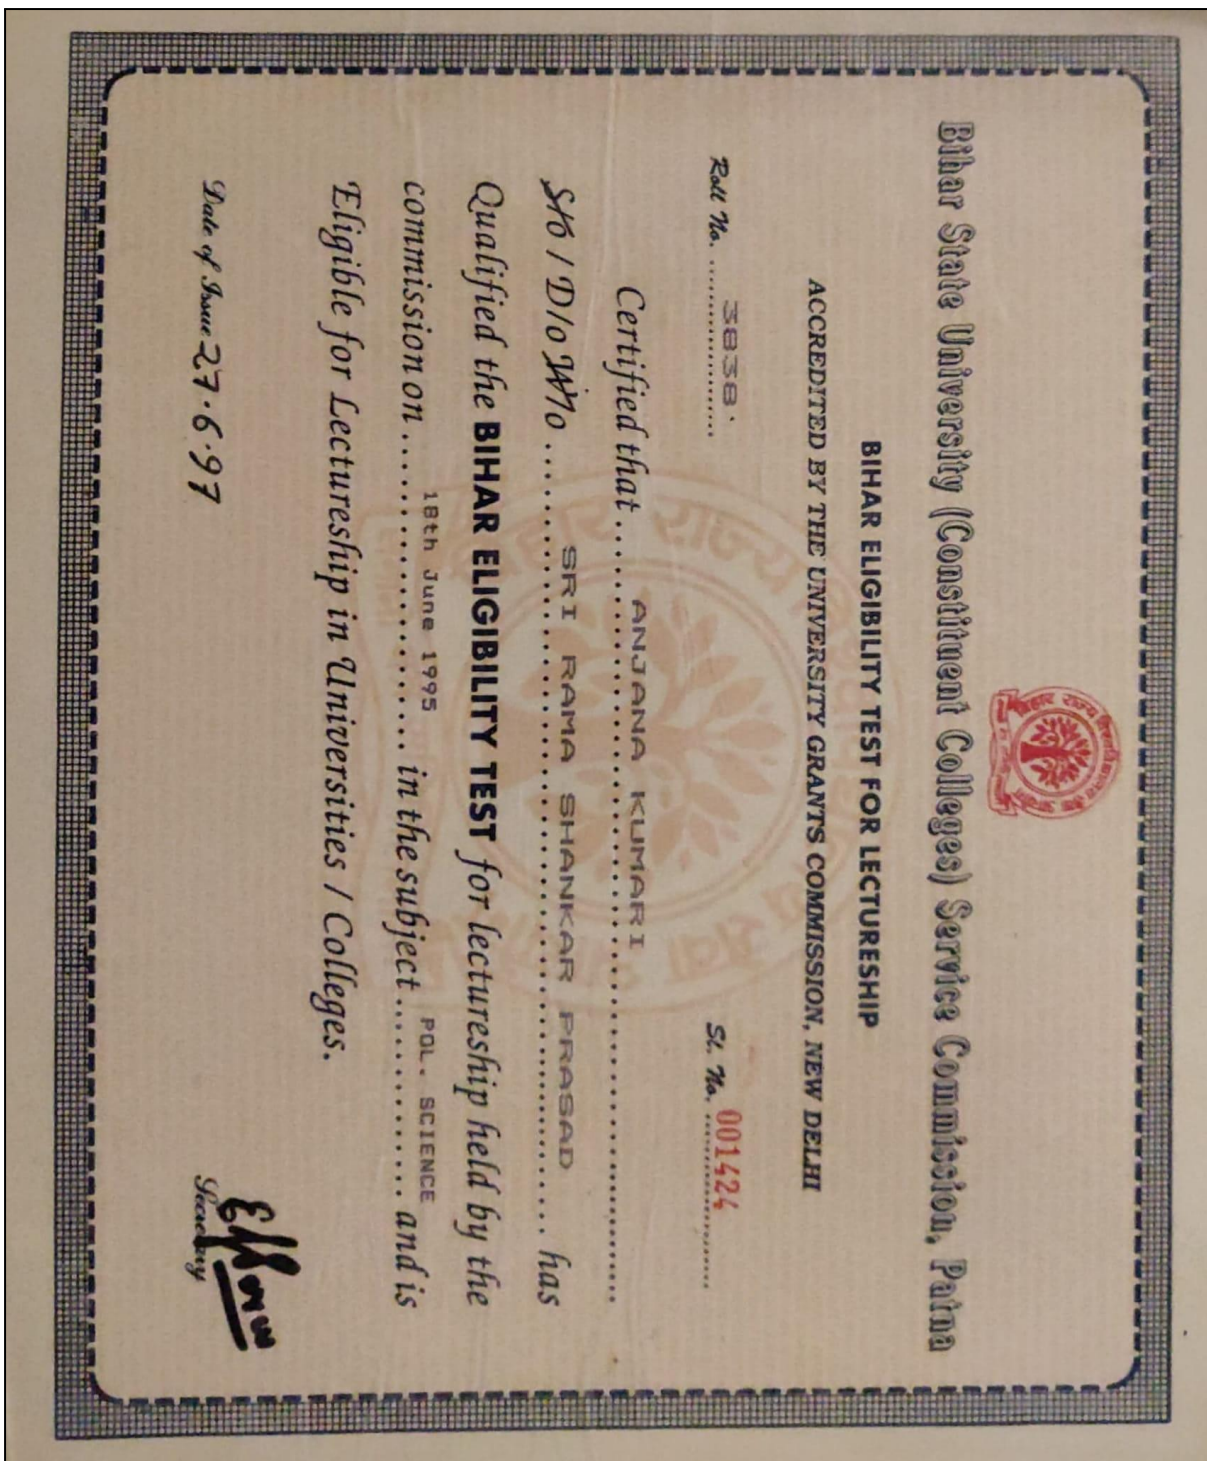 बिहार राज्य विश्वविद्यालय सेवा आयोग
Bihar State University (Constituent Colleges) Service Commission, Patna
BIHAR ELIGIBILITY TEST FOR LECTURESHIP
ACCREDITED BY THE UNIVERSITY GRANTS COMMISSION, NEW DELHI
Roll No. 3838 Sl. No. 001424
Certified that ANJANA KUMARI
S/o / D/o W/o SRI RAMA SHANKAR PRASAD has
Qualified the BIHAR ELIGIBILITY TEST for lectureship held by the
commission on 18th June 1995 in the subject POL. SCIENCE and is
Eligible for Lectureship in Universities / Colleges.
Date of Issue 27.6.97
Secretary